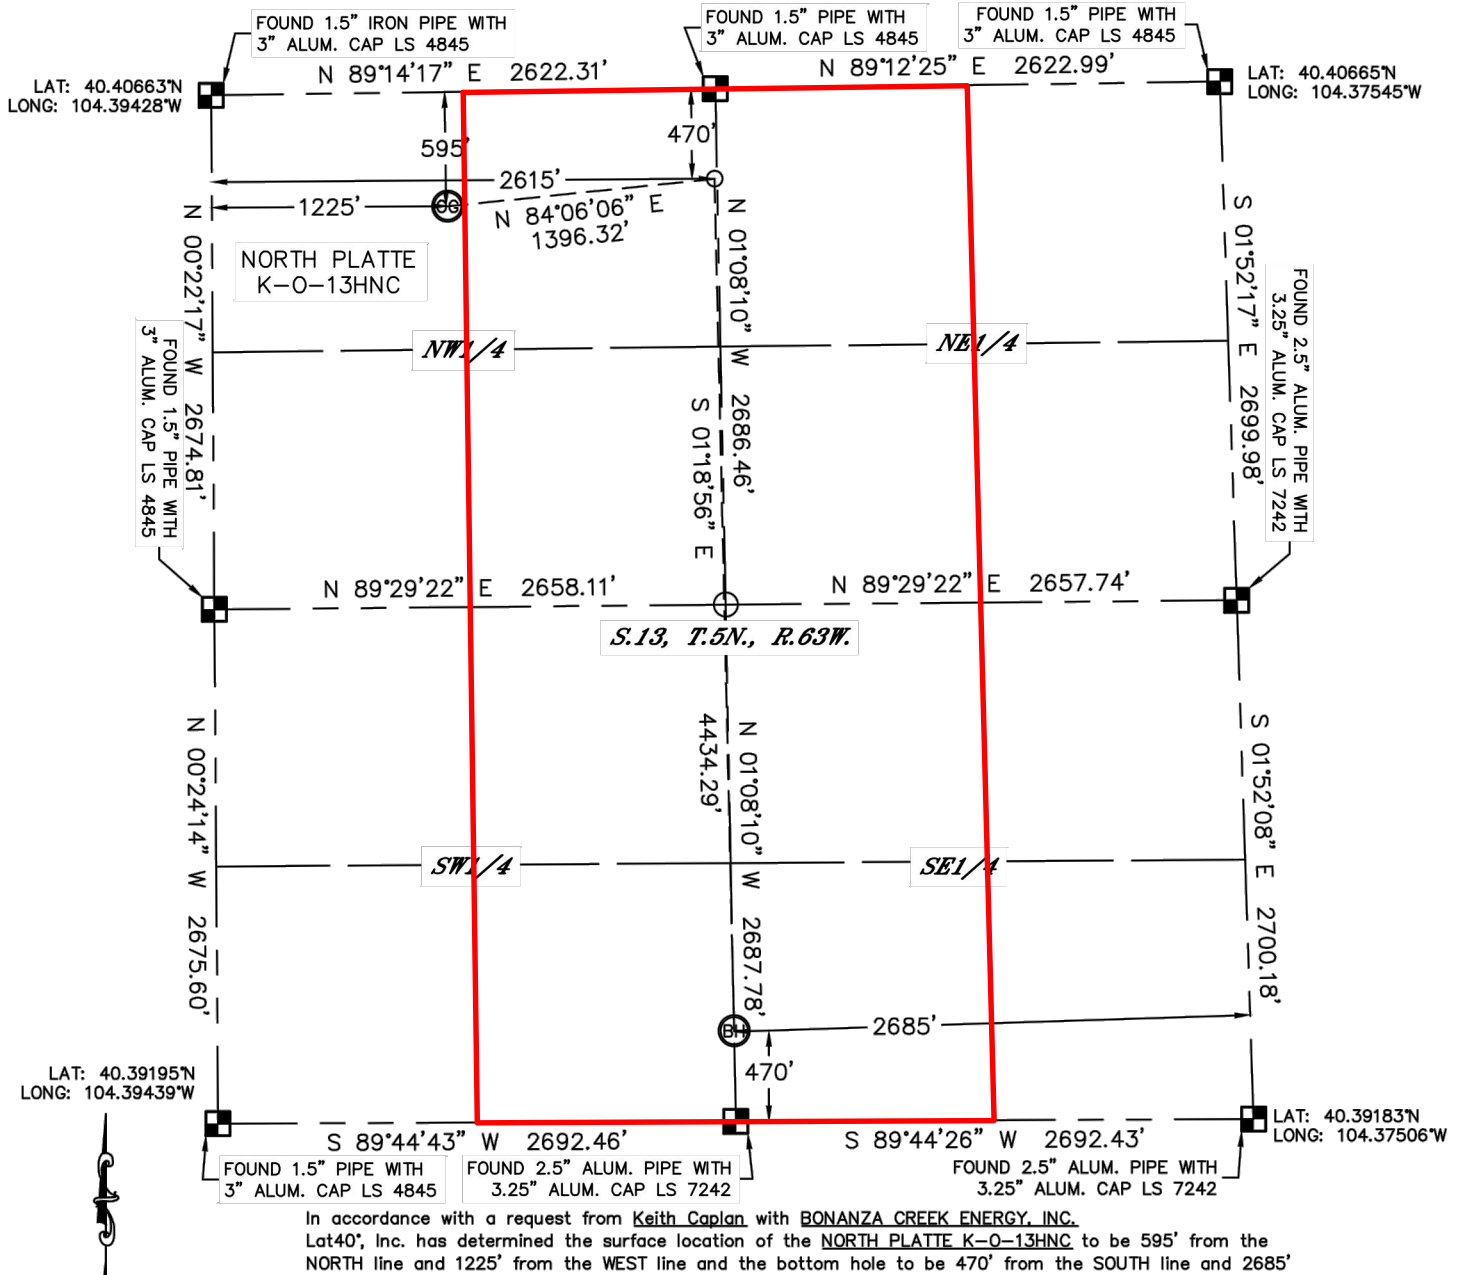 FOUND 1.5" IRON PIPE WITH
3" ALUM. CAP LS 4845
FOUND 1.5" PIPE WITH
3" ALUM. CAP LS 4845
FOUND 1.5" PIPE WITH
3" ALUM. CAP LS 4845
LAT: 40.40663°N
LONG: 104.39428°W
N 89°14'17" E 2622.31'
N 89°12'25" E 2622.99'
LAT: 40.40665°N
LONG: 104.37545°W
595'
470'
2615'
1225'
CG
N 84°06'06" E
1396.32'
NORTH PLATTE
K-O-13HNC
N 00°22'17" W 2674.81'
N 01°08'10" W 2686.46'
S 01°18'56" E
4434.29'
S 01°52'17" E 2699.98'
FOUND 2.5" ALUM. PIPE WITH
3.25" ALUM. CAP LS 7242
FOUND 1.5" PIPE WITH
3" ALUM. CAP LS 4845
NW1/4
NE1/4
N 89°29'22" E 2658.11'
N 89°29'22" E 2657.74'
S.13, T.5N., R.63W.
N 00°24'14" W 2675.60'
N 01°08'10" W 2687.78'
S 01°52'08" E 2700.18'
SW1/4
SE1/4
BH
2685'
470'
LAT: 40.39195°N
LONG: 104.39439°W
S 89°44'43" W 2692.46'
S 89°44'26" W 2692.43'
LAT: 40.39183°N
LONG: 104.37506°W
FOUND 1.5" PIPE WITH
3" ALUM. CAP LS 4845
FOUND 2.5" ALUM. PIPE WITH
3.25" ALUM. CAP LS 7242
FOUND 2.5" ALUM. PIPE WITH
3.25" ALUM. CAP LS 7242
In accordance with a request from Keith Caplan with BONANZA CREEK ENERGY, INC.
Lat40°, Inc. has determined the surface location of the NORTH PLATTE K-O-13HNC to be 595' from the
NORTH line and 1225' from the WEST line and the bottom hole to be 470' from the SOUTH line and 2685'